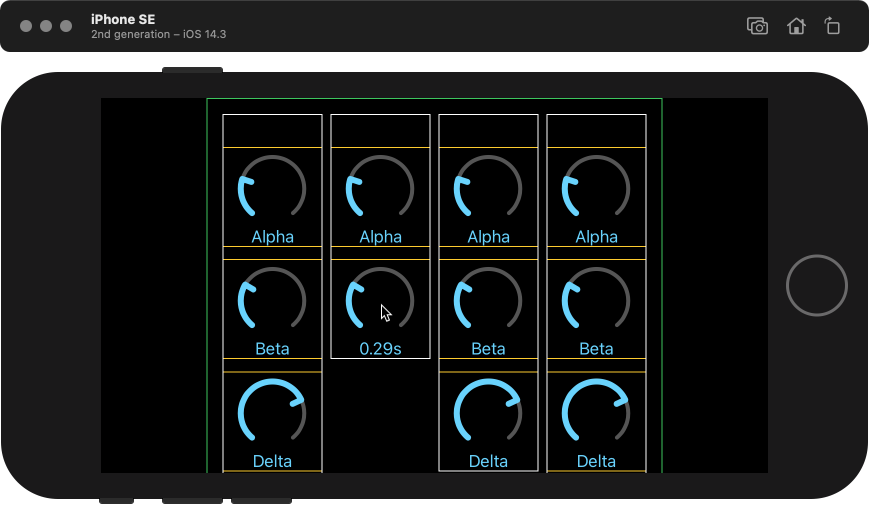 iPhone SE
2nd generation – iOS 14.3
Alpha Alpha Alpha Alpha
Beta 0.29s Beta Beta
Delta Delta Delta